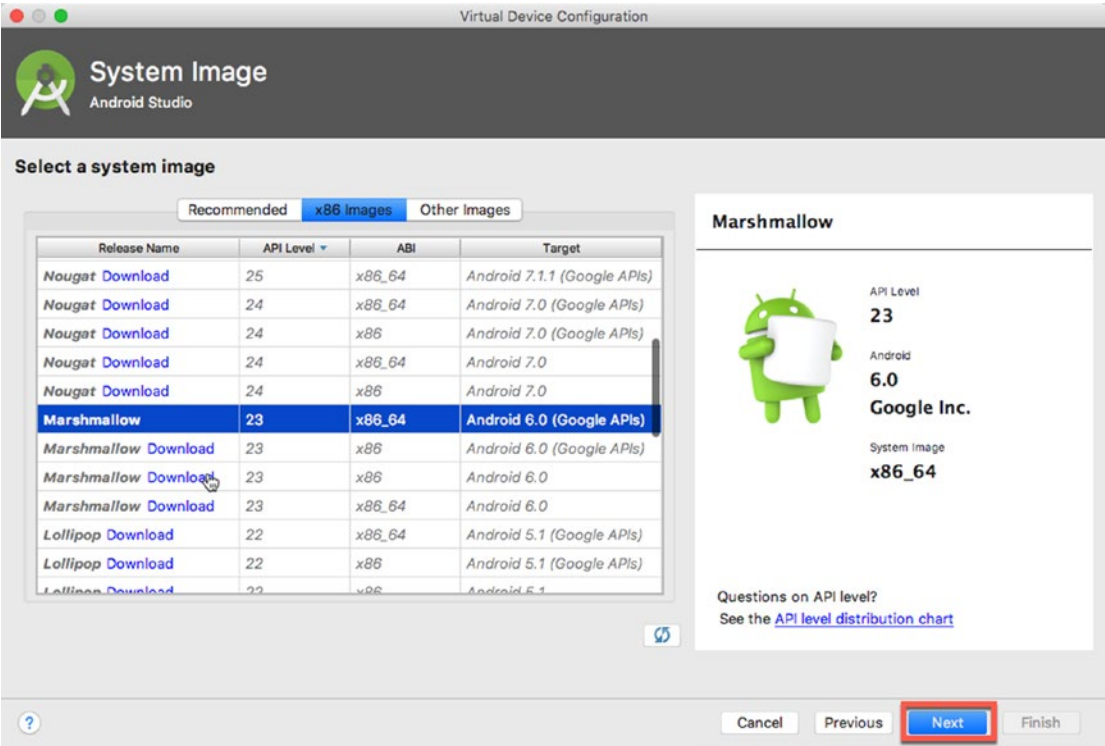 Virtual Device Configuration
System Image
Android Studio
Select a system image
Recommended x86 Images Other Images
Release Name API Level ABI Target
Nougat Download 25 x86_64 Android 7.1.1 (Google APIs)
Nougat Download 24 x86_64 Android 7.0 (Google APIs)
Nougat Download 24 x86 Android 7.0 (Google APIs)
Nougat Download 24 x86_64 Android 7.0
Nougat Download 24 x86 Android 7.0
Marshmallow 23 x86_64 Android 6.0 (Google APIs)
Marshmallow Download 23 x86 Android 6.0 (Google APIs)
Marshmallow Download 23 x86 Android 6.0
Marshmallow Download 23 x86_64 Android 6.0
Lollipop Download 22 x86_64 Android 5.1 (Google APIs)
Lollipop Download 22 x86 Android 5.1 (Google APIs)
Lollipop Download 22 x86 Android 5.1
Marshmallow
API Level
23
Android
6.0
Google Inc.
System Image
x86_64
Questions on API level?
See the API level distribution chart
? Cancel Previous Next Finish